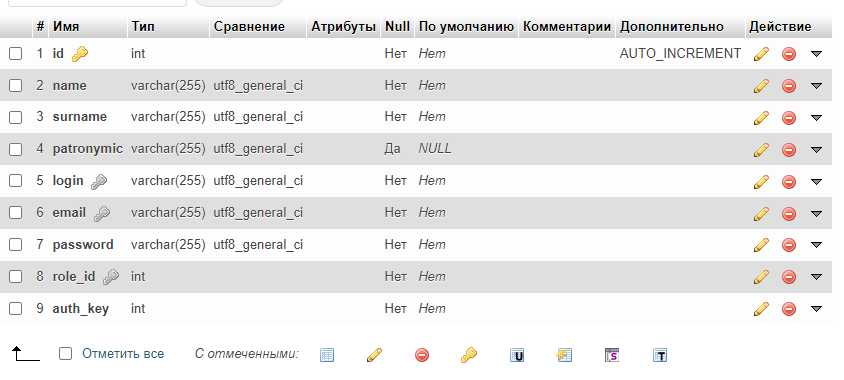 # Имя Тип Сравнение Атрибуты Null По умолчанию Комментарии Дополнительно Действие
1 id int Нет Нет AUTO_INCREMENT
2 name varchar(255) utf8_general_ci Нет Нет
3 surname varchar(255) utf8_general_ci Нет Нет
4 patronymic varchar(255) utf8_general_ci Да NULL
5 login varchar(255) utf8_general_ci Нет Нет
6 email varchar(255) utf8_general_ci Нет Нет
7 password varchar(255) utf8_general_ci Нет Нет
8 role_id int Нет Нет
9 auth_key int Нет Нет
Отметить все С отмеченными: U S T